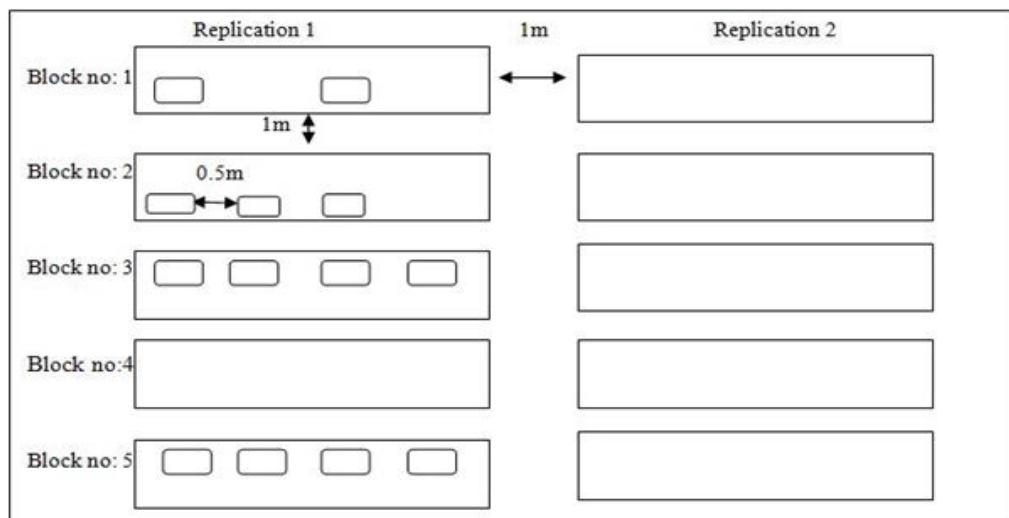 Replication 1
1m
Replication 2
Block no: 1
1m
Block no: 2
0.5m
Block no: 3
Block no:4
Block no: 5